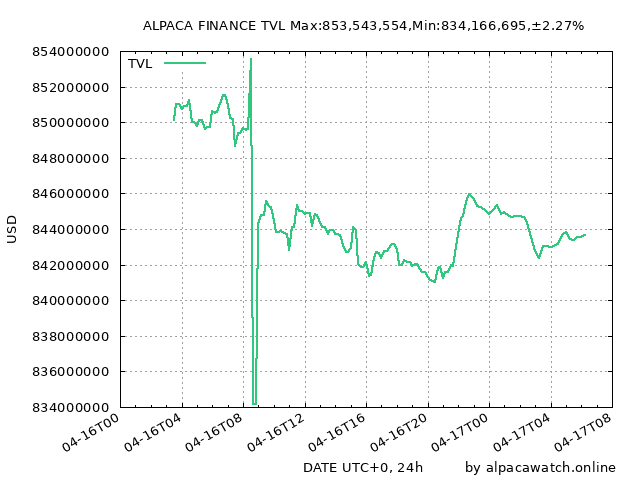 ALPACA FINANCE TVL Max:853,543,554,Min:834,166,695,±2.27%
TVL
854000000
852000000
850000000
848000000
846000000
844000000
842000000
840000000
838000000
836000000
834000000
USD
04-16T00
04-16T04
04-16T08
04-16T12
04-16T16
04-16T20
04-17T00
04-17T04
04-17T08
DATE UTC+0, 24h
by alpacawatch.online